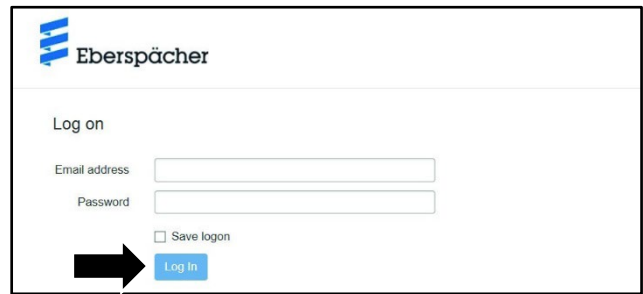 Eberspächer
Log on
Email address
Password
Save logon
Log In